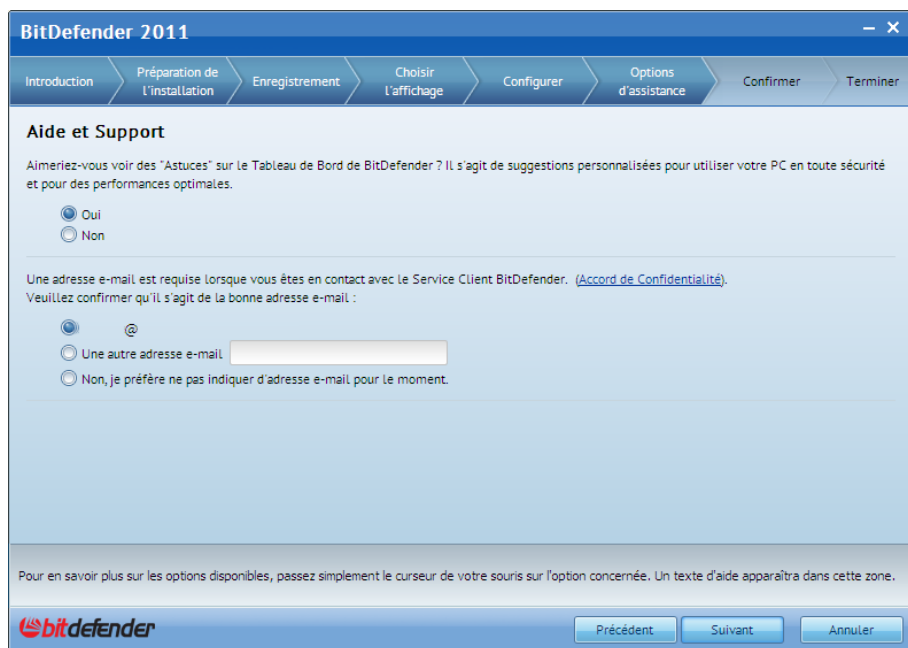 BitDefender 2011
Introduction
Préparation de
l'installation
Enregistrement
Choisir
l'affichage
Configurer
Options
d'assistance
Confirmer
Terminer
Aide et Support
Aimeriez-vous voir des "Astuces" sur le Tableau de Bord de BitDefender ? Il s'agit de suggestions personnalisées pour utiliser votre PC en toute sécurité
et pour des performances optimales.
Oui
Non
Une adresse e-mail est requise lorsque vous êtes en contact avec le Service Client BitDefender. (Accord de Confidentialité).
Veuillez confirmer qu'il s'agit de la bonne adresse e-mail :
@
Une autre adresse e-mail
Non, je préfère ne pas indiquer d'adresse e-mail pour le moment.
Pour en savoir plus sur les options disponibles, passez simplement le curseur de votre souris sur l'option concernée. Un texte d'aide apparaîtra dans cette zone.
bitdefender
Précédent
Suivant
Annuler